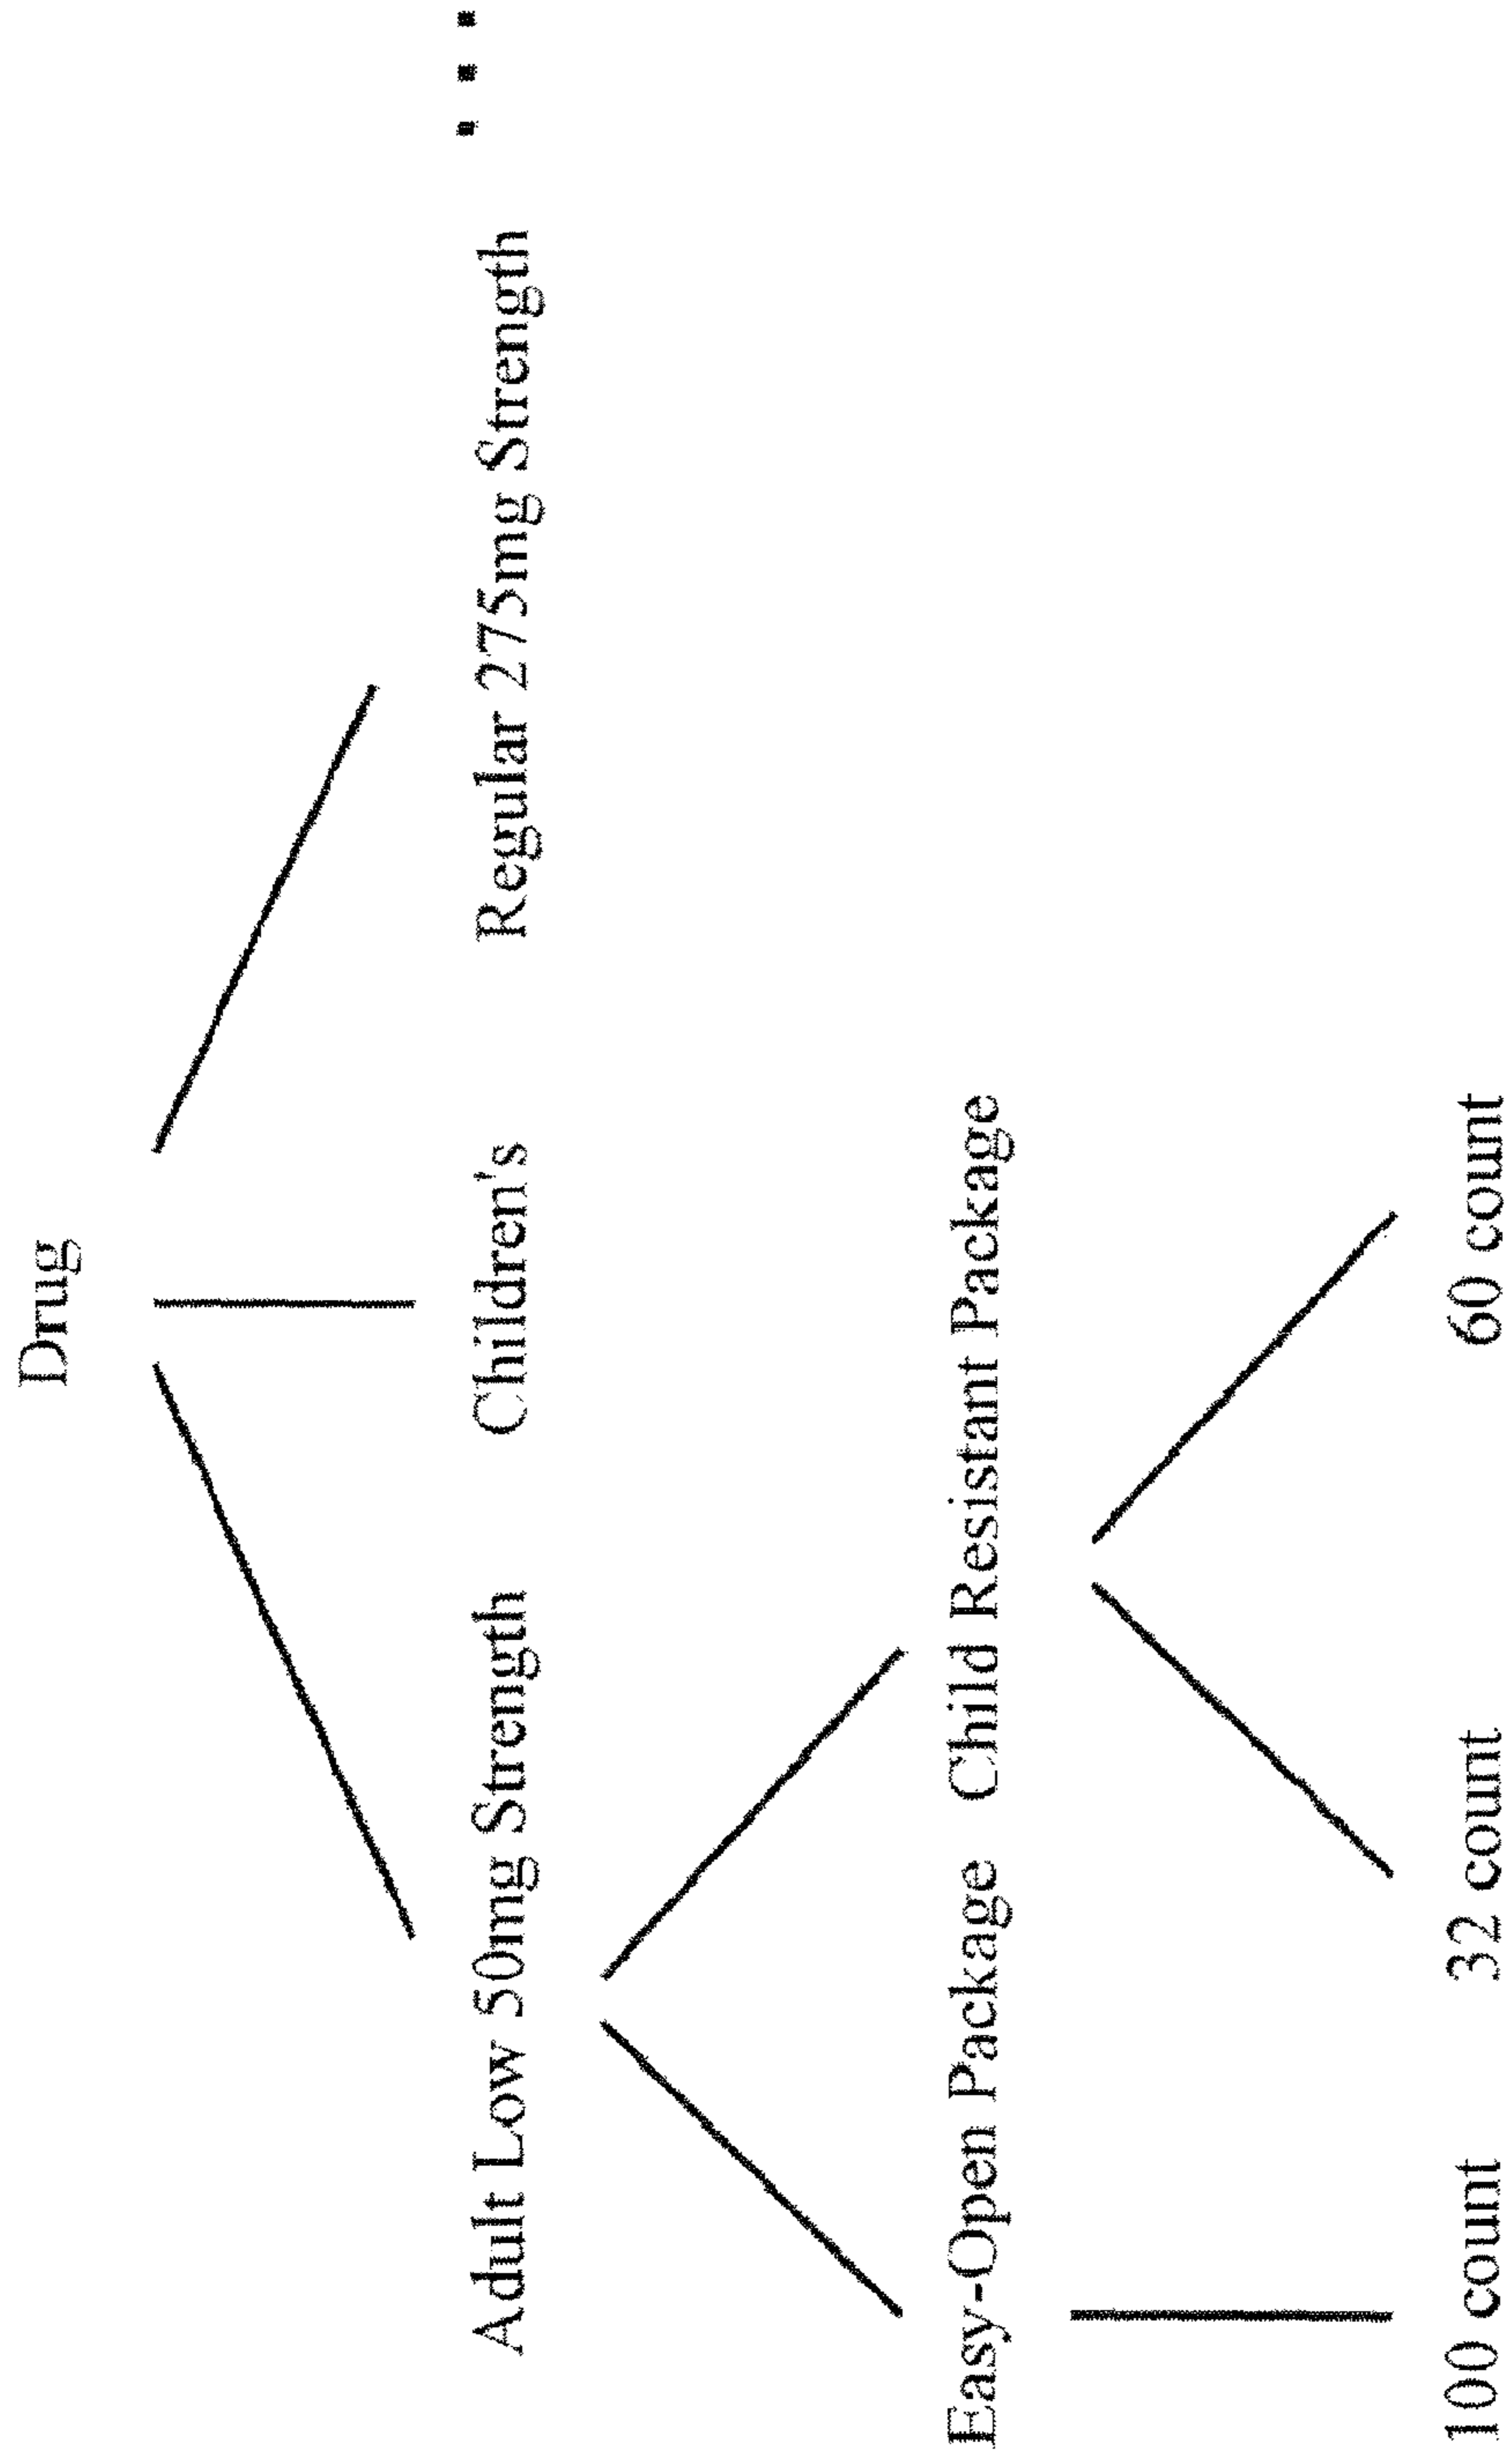 Drug
Adult Low 50mg Strength Children's Regular 275mg Strength ...
Easy-Open Package Child Resistant Package
100 count 32 count 60 count